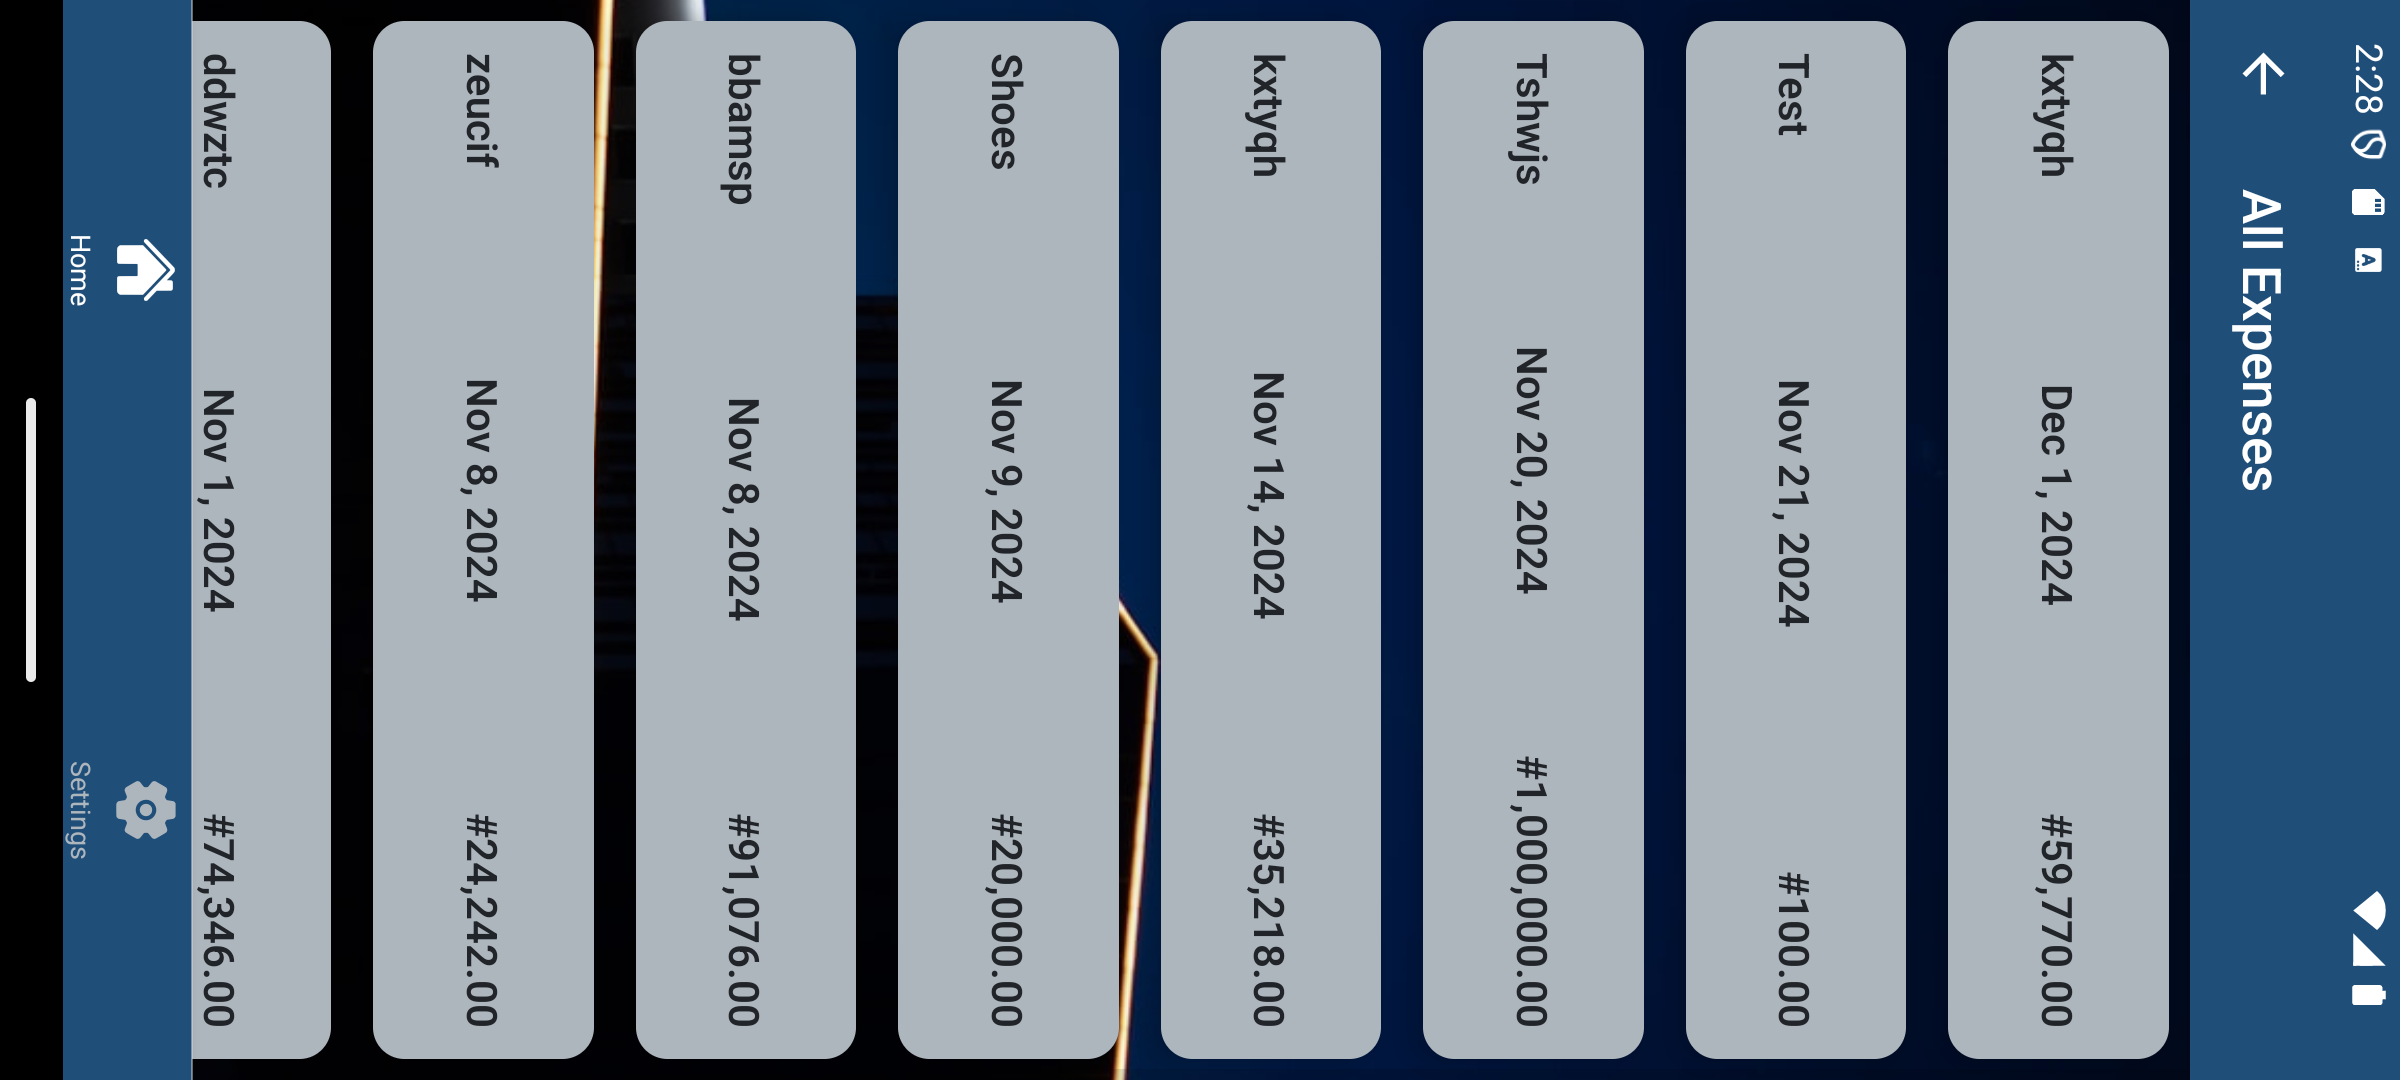 2:28
All Expenses
kxtyqh Dec 1, 2024 #59,770.00
Test Nov 21, 2024 #100.00
Tshwjs Nov 20, 2024 #1,000,000.00
kxtyqh Nov 14, 2024 #35,218.00
Shoes Nov 9, 2024 #20,000.00
bbamsp Nov 8, 2024 #91,076.00
zeucif Nov 8, 2024 #24,242.00
ddwztc Nov 1, 2024 #74,346.00
Home Settings